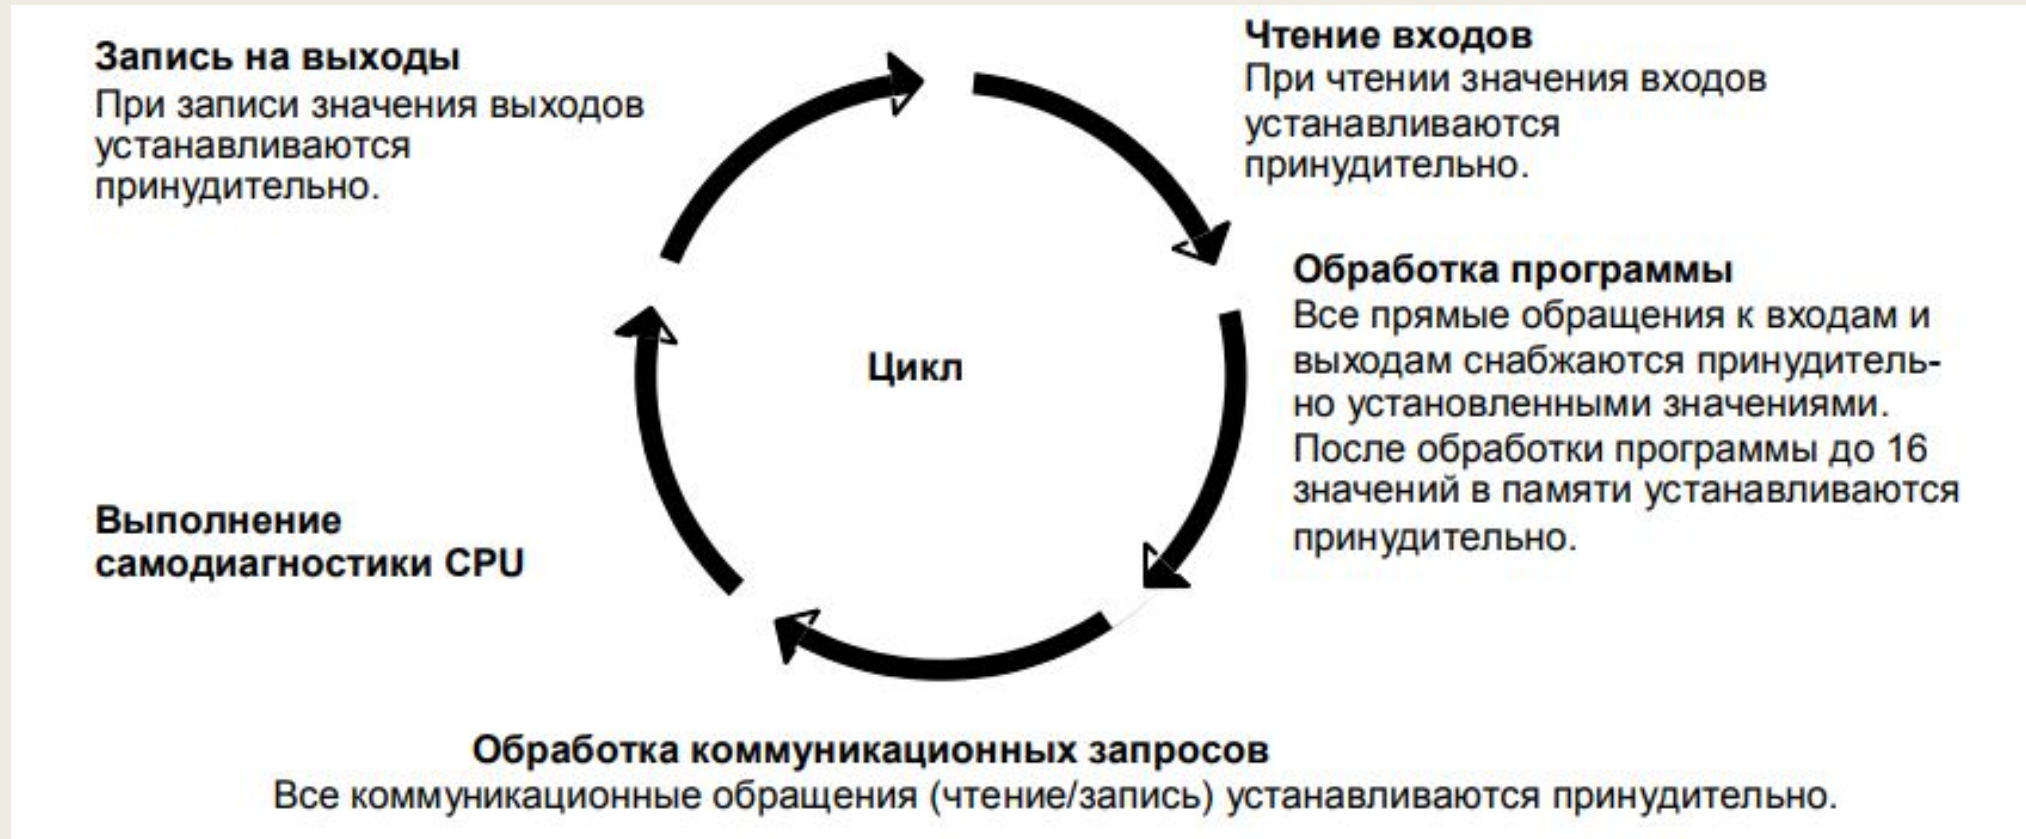 Запись на выходы
При записи значения выходов
устанавливаются
принудительно.
Чтение входов
При чтении значения входов
устанавливаются
принудительно.
Обработка программы
Все прямые обращения к входам и
выходам снабжаются принудитель-
но установленными значениями.
После обработки программы до 16
значений в памяти устанавливаются
принудительно.
Цикл
Выполнение
самодиагностики CPU
Обработка коммуникационных запросов
Все коммуникационные обращения (чтение/запись) устанавливаются принудительно.